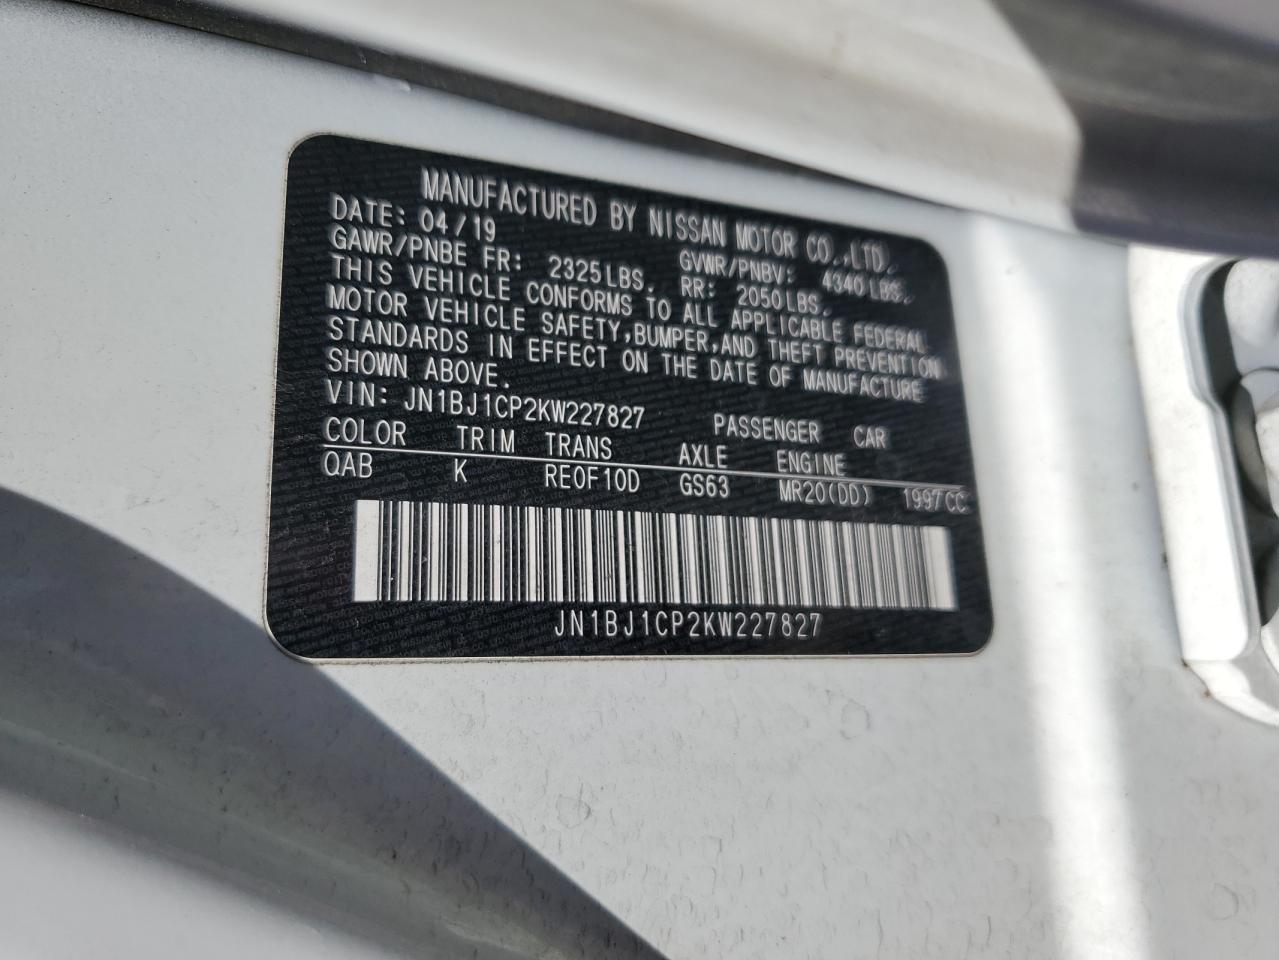 MANUFACTURED BY NISSAN MOTOR CO.,LTD.
DATE: 04/19 GVWR/PNBV: 4340LBS.
GAWR/PNBE FR: 2325LBS. RR: 2050LBS.
THIS VEHICLE CONFORMS TO ALL APPLICABLE FEDERAL
MOTOR VEHICLE SAFETY,BUMPER,AND THEFT PREVENTION
STANDARDS IN EFFECT ON THE DATE OF MANUFACTURE
SHOWN ABOVE.
VIN: JN1BJ1CP2KW227827 PASSENGER CAR
COLOR TRIM TRANS AXLE ENGINE
QAB K RE0F10D GS63 MR20(DD) 1997CC
JN1BJ1CP2KW227827